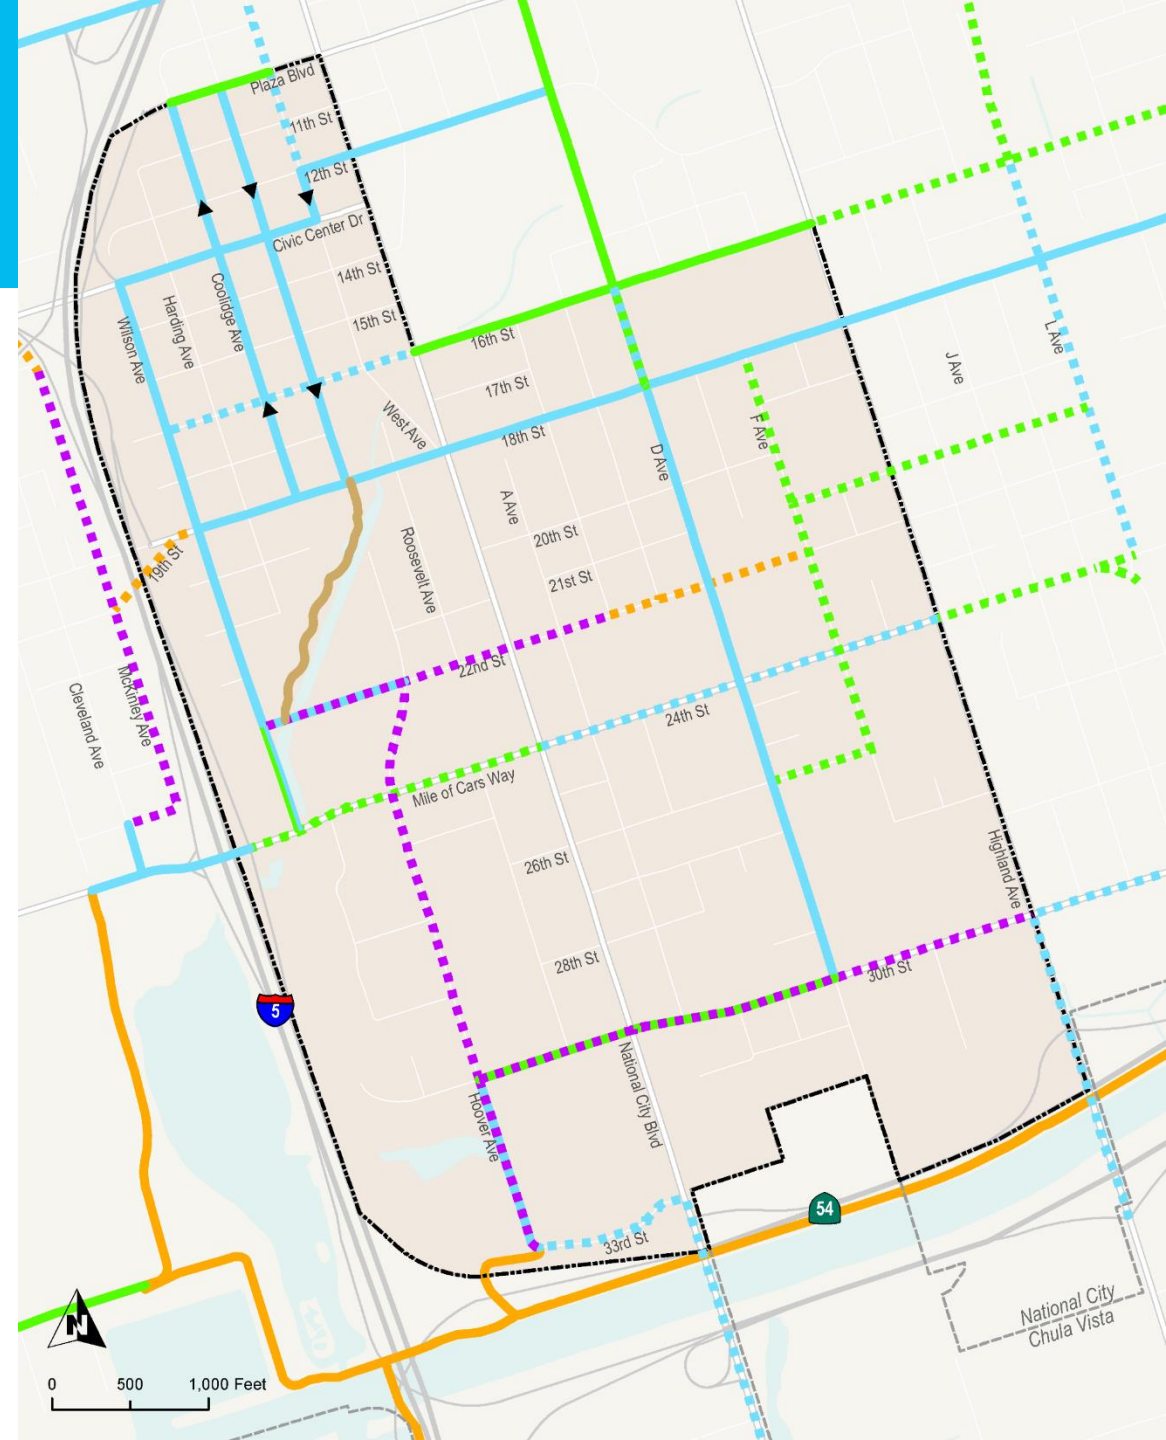 Plaza Blvd
11th St
12th St
Civic Center Dr
14th St
15th St
Coolidge Ave
Harding Ave
Wilson Ave
16th St
17th St
West Ave
18th St
L Ave
J Ave
F Ave
D Ave
A Ave
20th St
19th St
Roosevelt Ave
21st St
22nd St
McKinley Ave
Cleveland Ave
24th St
Mile of Cars Way
26th St
Highland Ave
28th St
30th St
5
National City Blvd
Hoover Ave
54
33rd St
National City
Chula Vista
N
0 500 1,000 Feet